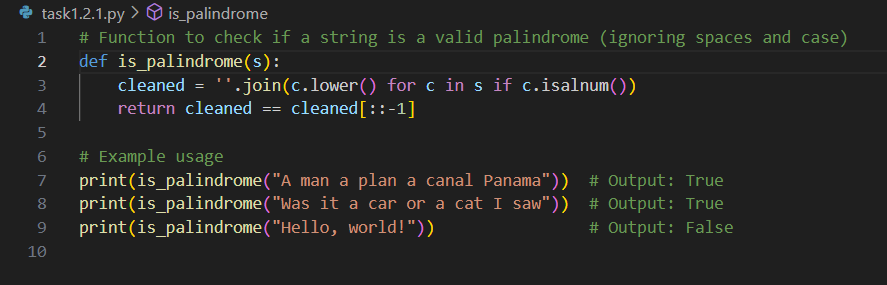 task1.2.1.py > is_palindrome
1 # Function to check if a string is a valid palindrome (ignoring spaces and case)
2 def is_palindrome(s):
3     cleaned = ''.join(c.lower() for c in s if c.isalnum())
4     return cleaned == cleaned[::-1]
5
6 # Example usage
7 print(is_palindrome("A man a plan a canal Panama"))  # Output: True
8 print(is_palindrome("Was it a car or a cat I saw"))  # Output: True
9 print(is_palindrome("Hello, world!"))                # Output: False
10